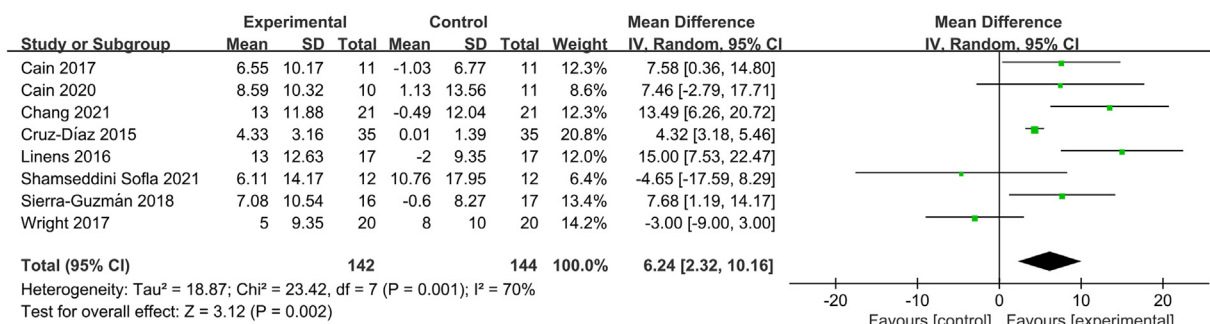 Experimental Control Mean Difference Mean Difference
Study or Subgroup Mean SD Total Mean SD Total Weight IV, Random, 95% CI IV, Random, 95% CI
Cain 2017 6.55 10.17 11 -1.03 6.77 11 12.3% 7.58 [0.36, 14.80]
Cain 2020 8.59 10.32 10 1.13 13.56 11 8.6% 7.46 [-2.79, 17.71]
Chang 2021 13 11.88 21 -0.49 12.04 21 12.3% 13.49 [6.26, 20.72]
Cruz-Díaz 2015 4.33 3.16 35 0.01 1.39 35 20.8% 4.32 [3.18, 5.46]
Linens 2016 13 12.63 17 -2 9.35 17 12.0% 15.00 [7.53, 22.47]
Shamseddini Sofla 2021 6.11 14.17 12 10.76 17.95 12 6.4% -4.65 [-17.59, 8.29]
Sierra-Guzmán 2018 7.08 10.54 16 -0.6 8.27 17 13.4% 7.68 [1.19, 14.17]
Wright 2017 5 9.35 20 8 10 20 14.2% -3.00 [-9.00, 3.00]
Total (95% CI) 142 144 100.0% 6.24 [2.32, 10.16]
Heterogeneity: Tau² = 18.87; Chi² = 23.42, df = 7 (P = 0.001); I² = 70%
Test for overall effect: Z = 3.12 (P = 0.002)
-20 -10 0 10 20
Favours [control] Favours [experimental]